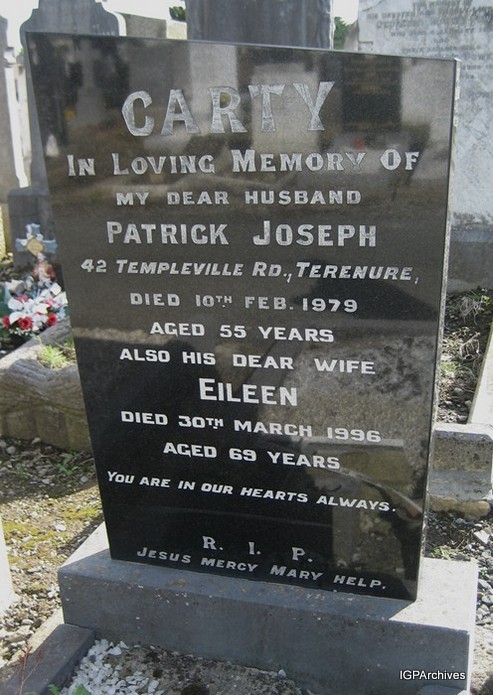 CARTY
IN LOVING MEMORY OF
MY DEAR HUSBAND
PATRICK JOSEPH
42 TEMPLEVILLE RD., TERENURE,
DIED 10TH FEB. 1979
AGED 55 YEARS
ALSO HIS DEAR WIFE
EILEEN
DIED 30TH MARCH 1996
AGED 69 YEARS
YOU ARE IN OUR HEARTS ALWAYS.
R. I. P.
JESUS MERCY MARY HELP.
IGPArchives